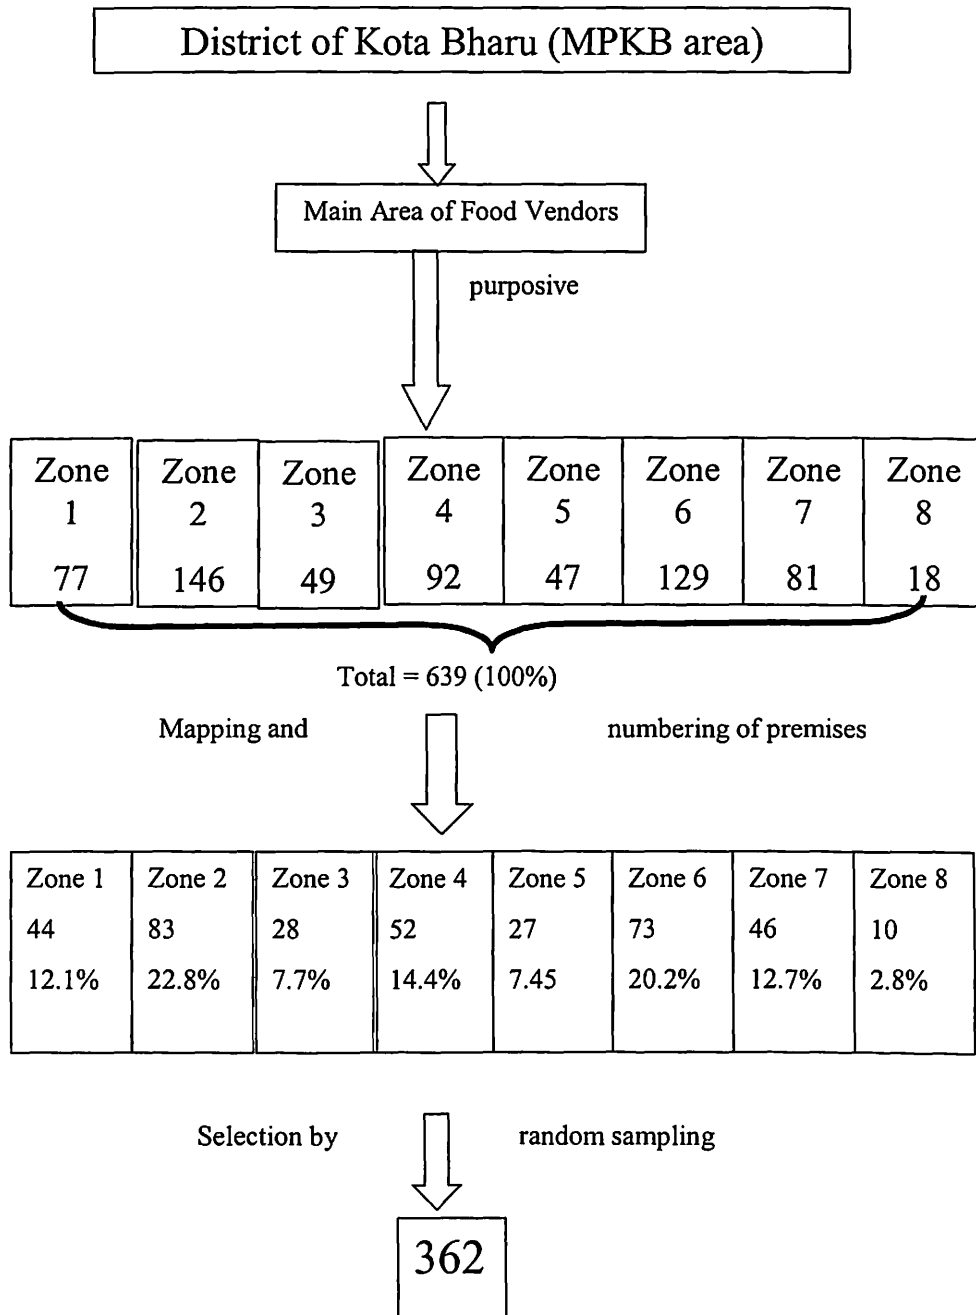 District of Kota Bharu (MPKB area)
Main Area of Food Vendors
purposive
Zone 1 77
Zone 2 146
Zone 3 49
Zone 4 92
Zone 5 47
Zone 6 129
Zone 7 81
Zone 8 18
Total = 639 (100%)
Mapping and numbering of premises
Zone 1 44 12.1%
Zone 2 83 22.8%
Zone 3 28 7.7%
Zone 4 52 14.4%
Zone 5 27 7.45
Zone 6 73 20.2%
Zone 7 46 12.7%
Zone 8 10 2.8%
Selection by random sampling
362